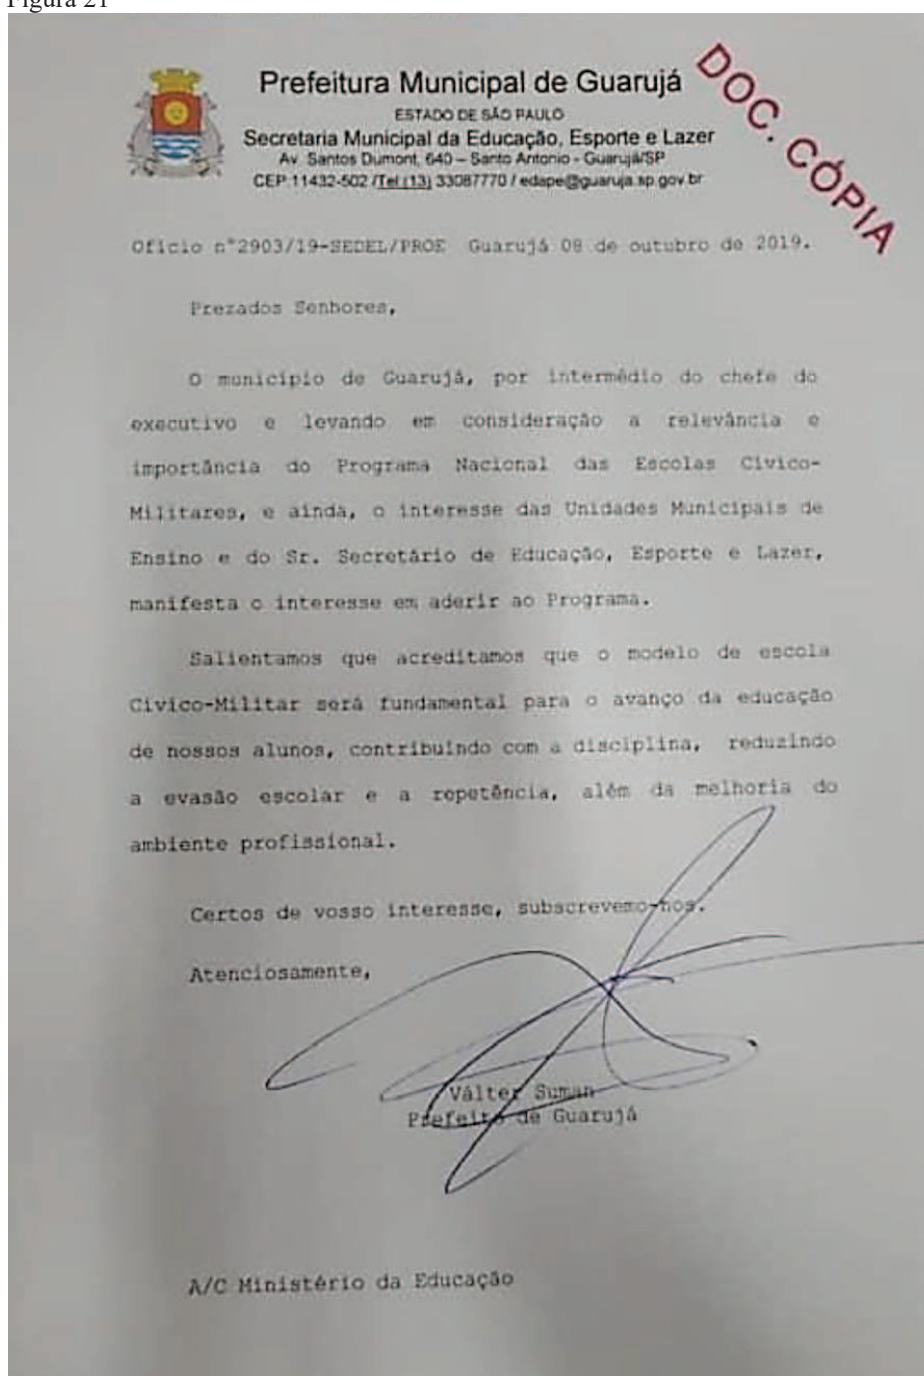 Figura 21
Prefeitura Municipal de Guarujá
ESTADO DE SÃO PAULO
Secretaria Municipal da Educação, Esporte e Lazer
Av. Santos Dumont, 640 – Santo Antonio - Guarujá/SP
CEP 11432-502 /Tel (13) 33087770 / edape@guaruja.sp.gov.br
DOC. CÓPIA
Ofício n°2903/19-SEDEL/PROE Guarujá 08 de outubro de 2019.
Prezados Senhores,
O município de Guarujá, por intermédio do chefe do
executivo e levando em consideração a relevância e
importância do Programa Nacional das Escolas Cívico-
Militares, e ainda, o interesse das Unidades Municipais de
Ensino e do Sr. Secretário de Educação, Esporte e Lazer,
manifesta o interesse em aderir ao Programa.
Salientamos que acreditamos que o modelo de escola
Cívico-Militar será fundamental para o avanço da educação
de nossos alunos, contribuindo com a disciplina, reduzindo
a evasão escolar e a repetência, além da melhoria do
ambiente profissional.
Certos de vosso interesse, subscrevemo-nos.
Atenciosamente,
Válter Suman
Prefeito de Guarujá
A/C Ministério da Educação